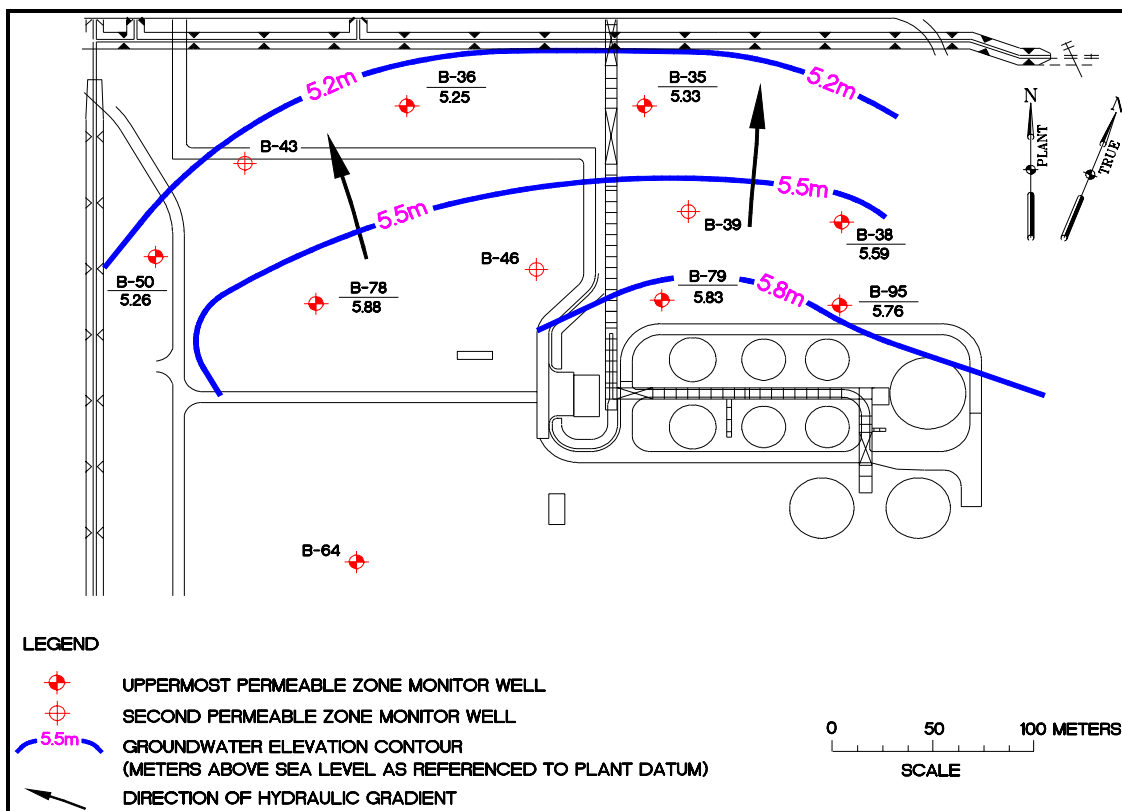 5.2m
B-36
5.25
B-35
5.33
5.2m
N
PLANT
N
TRUE
B-43
5.5m
5.5m
B-39
B-38
5.59
B-50
5.26
B-78
5.88
B-46
B-79
5.83
5.8m
B-95
5.76
B-64
LEGEND
UPPERMOST PERMEABLE ZONE MONITOR WELL
SECOND PERMEABLE ZONE MONITOR WELL
5.5m GROUNDWATER ELEVATION CONTOUR
(METERS ABOVE SEA LEVEL AS REFERENCED TO PLANT DATUM)
DIRECTION OF HYDRAULIC GRADIENT
0 50 100 METERS
SCALE